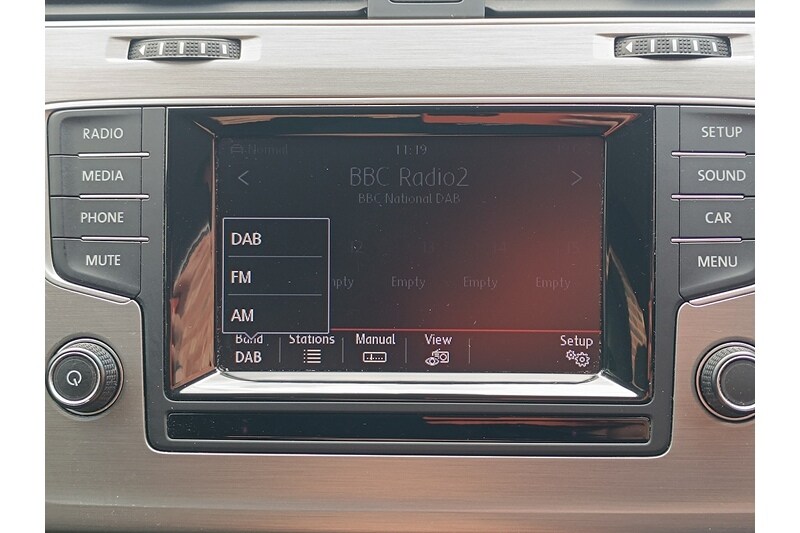 RADIO
MEDIA
PHONE
MUTE
Normal
11:19
BBC Radio2
BBC National DAB
DAB
FM
AM
Empty
Empty
Empty
Band
DAB
Stations
Manual
View
Setup
SETUP
SOUND
CAR
MENU